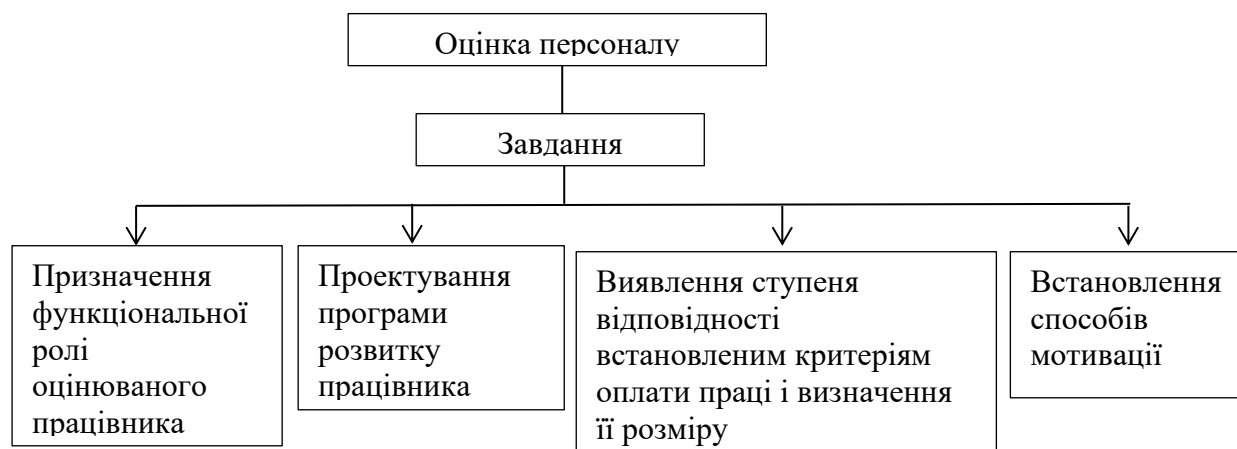 Оцінка персоналу
Завдання
Призначення
функціональної
ролі
оцінюваного
працівника
Проектування
програми
розвитку
працівника
Виявлення ступеня
відповідності
встановленим критеріям
оплати праці і визначення
її розміру
Встановлення
способів
мотивації